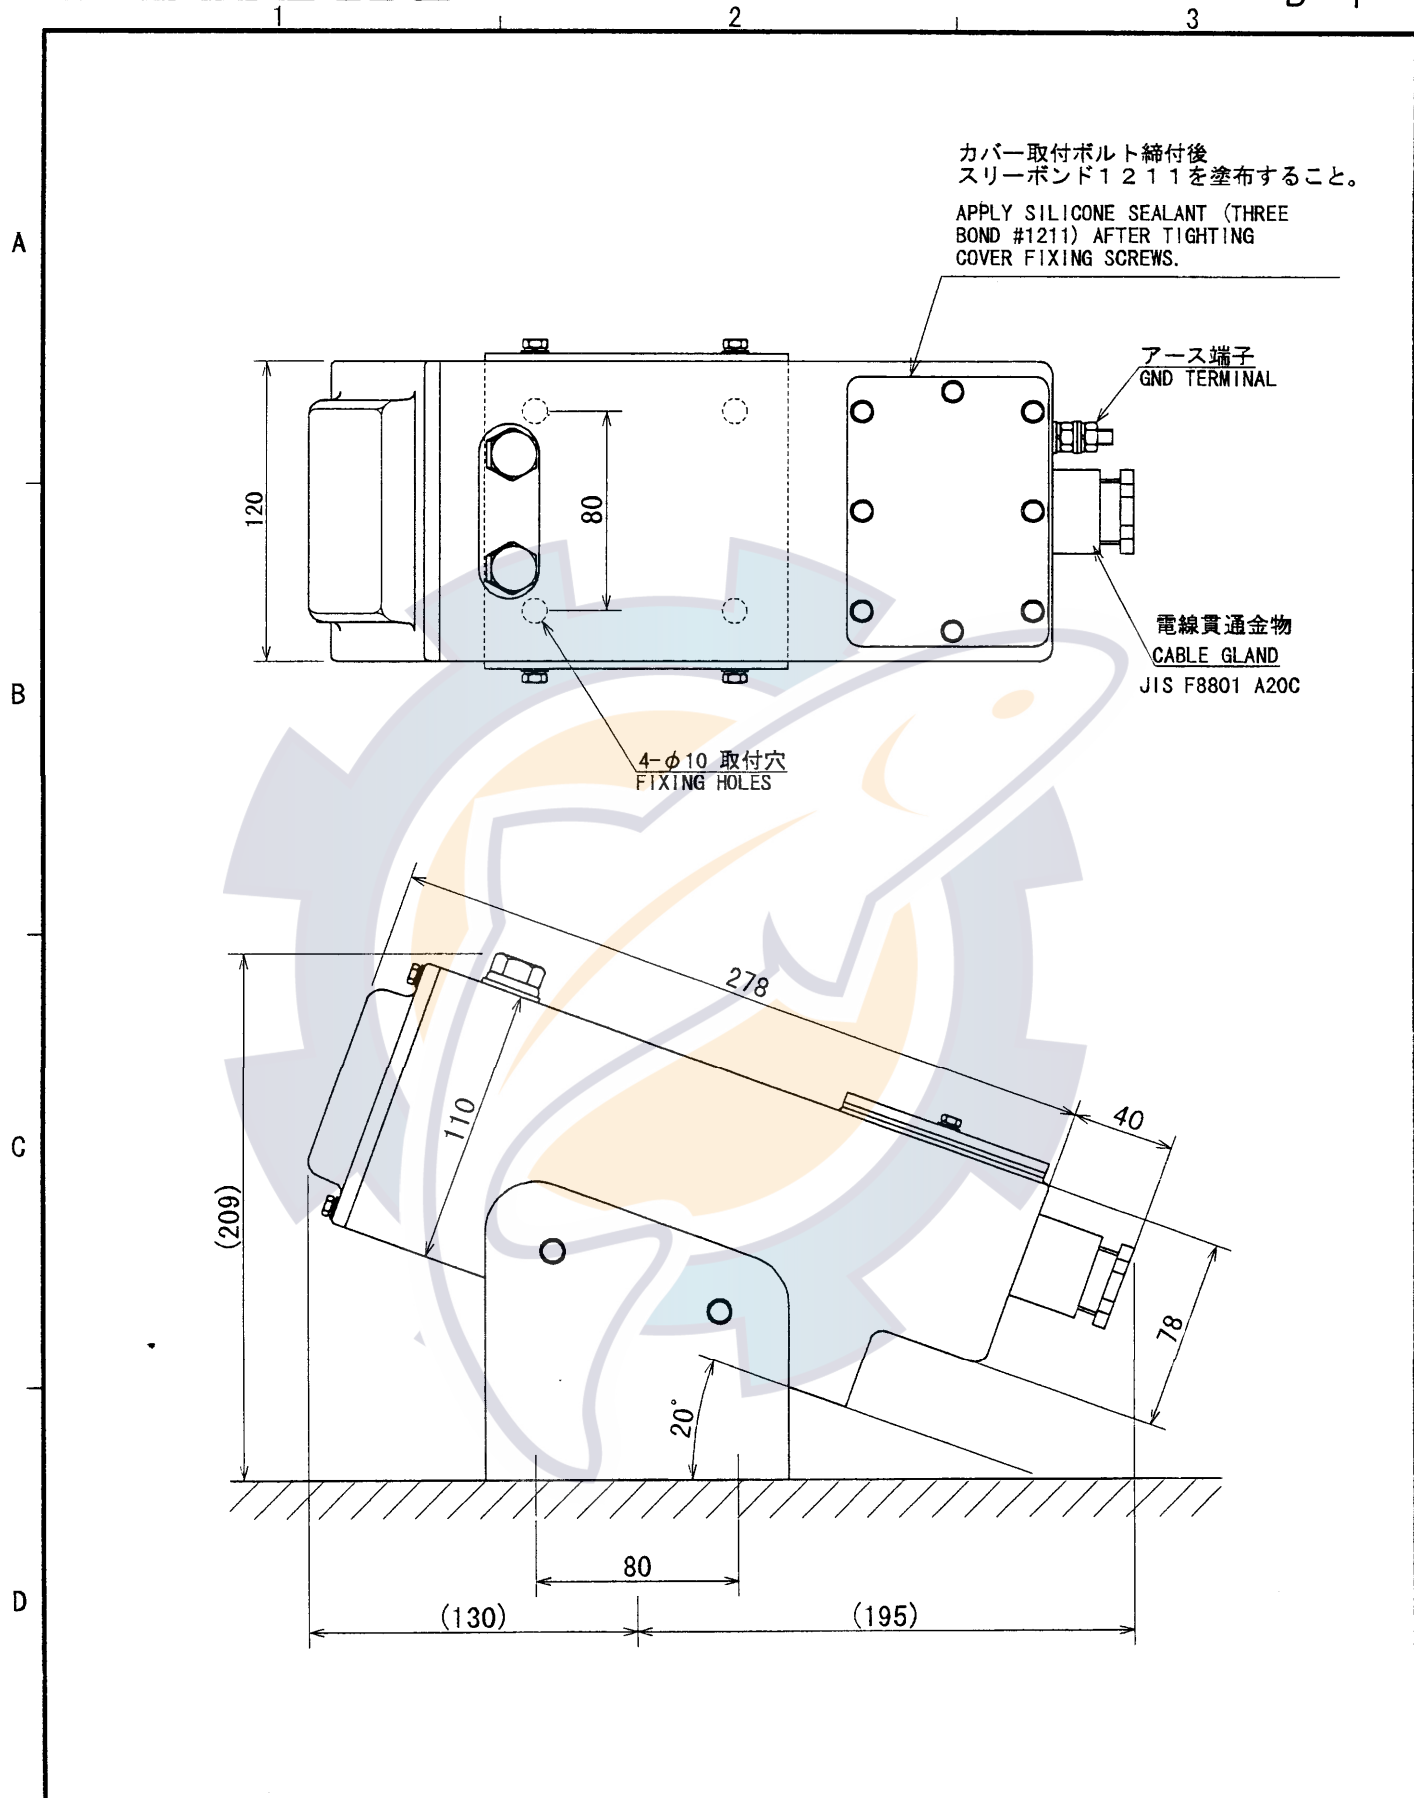 1
2
3
カバー取付ボルト締付後
スリーボンド1211を塗布すること。
APPLY SILICONE SEALANT (THREE
BOND #1211) AFTER TIGHTING
COVER FIXING SCREWS.
A
アース端子
GND TERMINAL
120
80
電線貫通金物
CABLE GLAND
JIS F8801 A20C
B
4-φ10 取付穴
FIXING HOLES
278
110
40
C
(209)
78
20°
80
D
(130)
(195)